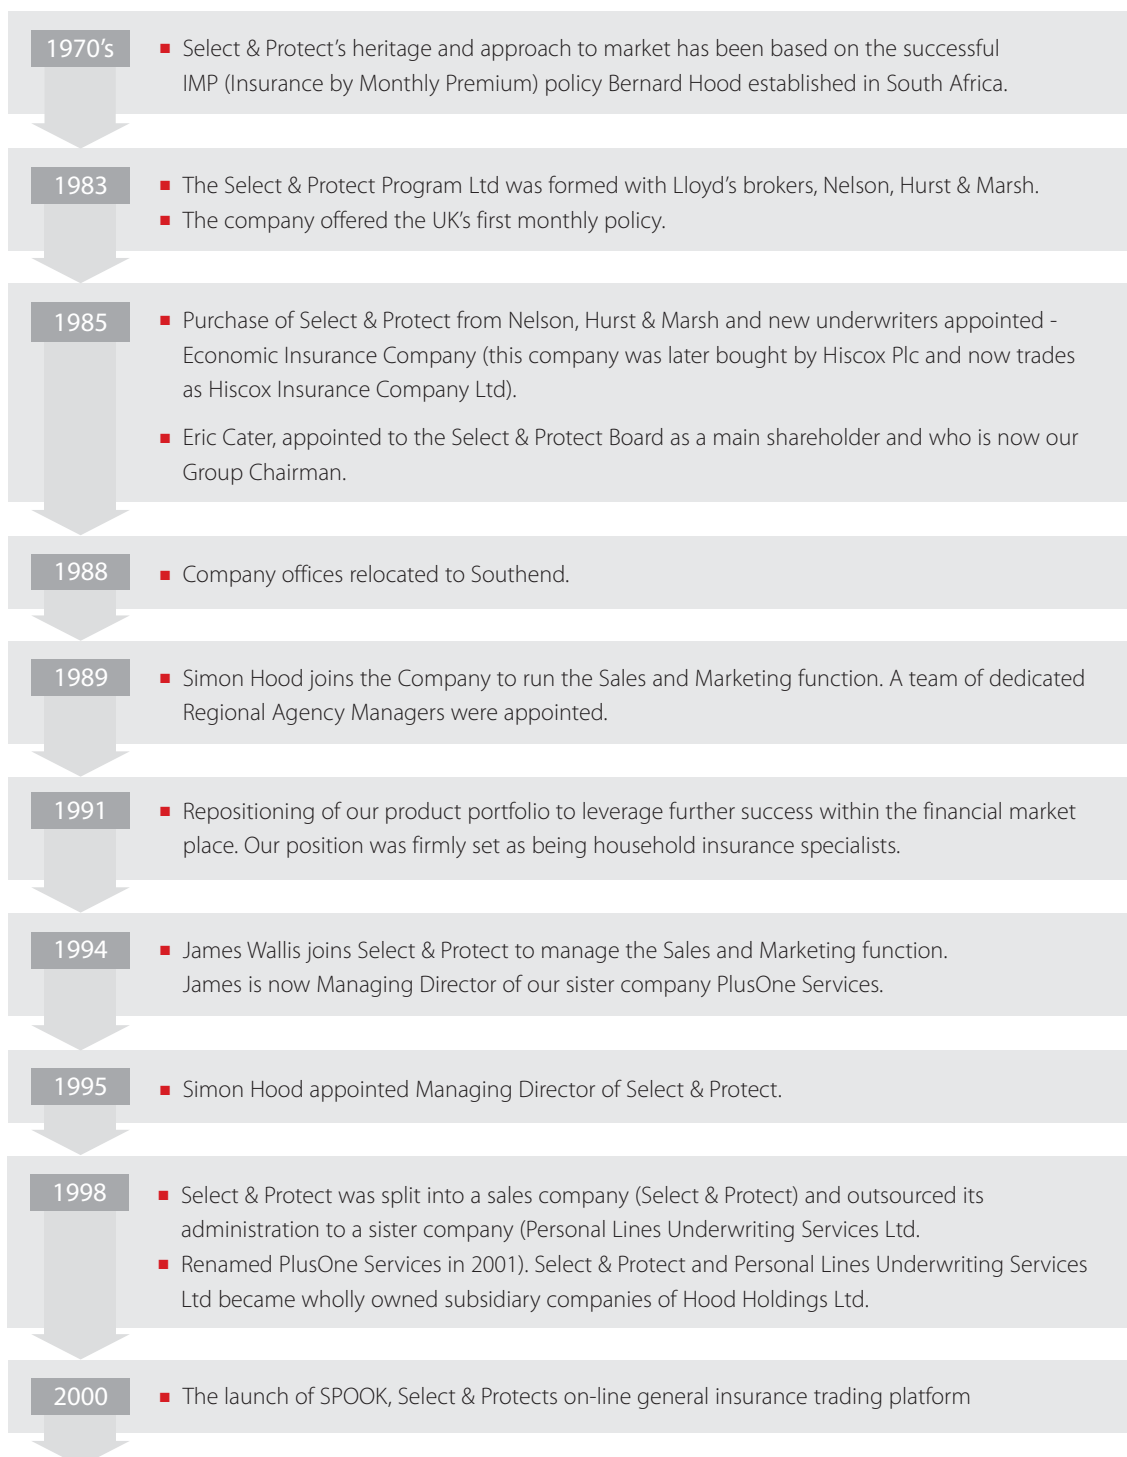 1970's
■ Select & Protect's heritage and approach to market has been based on the successful
IMP (Insurance by Monthly Premium) policy Bernard Hood established in South Africa.
1983
■ The Select & Protect Program Ltd was formed with Lloyd's brokers, Nelson, Hurst & Marsh.
■ The company offered the UK's first monthly policy.
1985
■ Purchase of Select & Protect from Nelson, Hurst & Marsh and new underwriters appointed -
Economic Insurance Company (this company was later bought by Hiscox Plc and now trades
as Hiscox Insurance Company Ltd).
■ Eric Cater, appointed to the Select & Protect Board as a main shareholder and who is now our
Group Chairman.
1988
■ Company offices relocated to Southend.
1989
■ Simon Hood joins the Company to run the Sales and Marketing function. A team of dedicated
Regional Agency Managers were appointed.
1991
■ Repositioning of our product portfolio to leverage further success within the financial market
place. Our position was firmly set as being household insurance specialists.
1994
■ James Wallis joins Select & Protect to manage the Sales and Marketing function.
James is now Managing Director of our sister company PlusOne Services.
1995
■ Simon Hood appointed Managing Director of Select & Protect.
1998
■ Select & Protect was split into a sales company (Select & Protect) and outsourced its
administration to a sister company (Personal Lines Underwriting Services Ltd.
■ Renamed PlusOne Services in 2001). Select & Protect and Personal Lines Underwriting Services
Ltd became wholly owned subsidiary companies of Hood Holdings Ltd.
2000
■ The launch of SPOOK, Select & Protects on-line general insurance trading platform